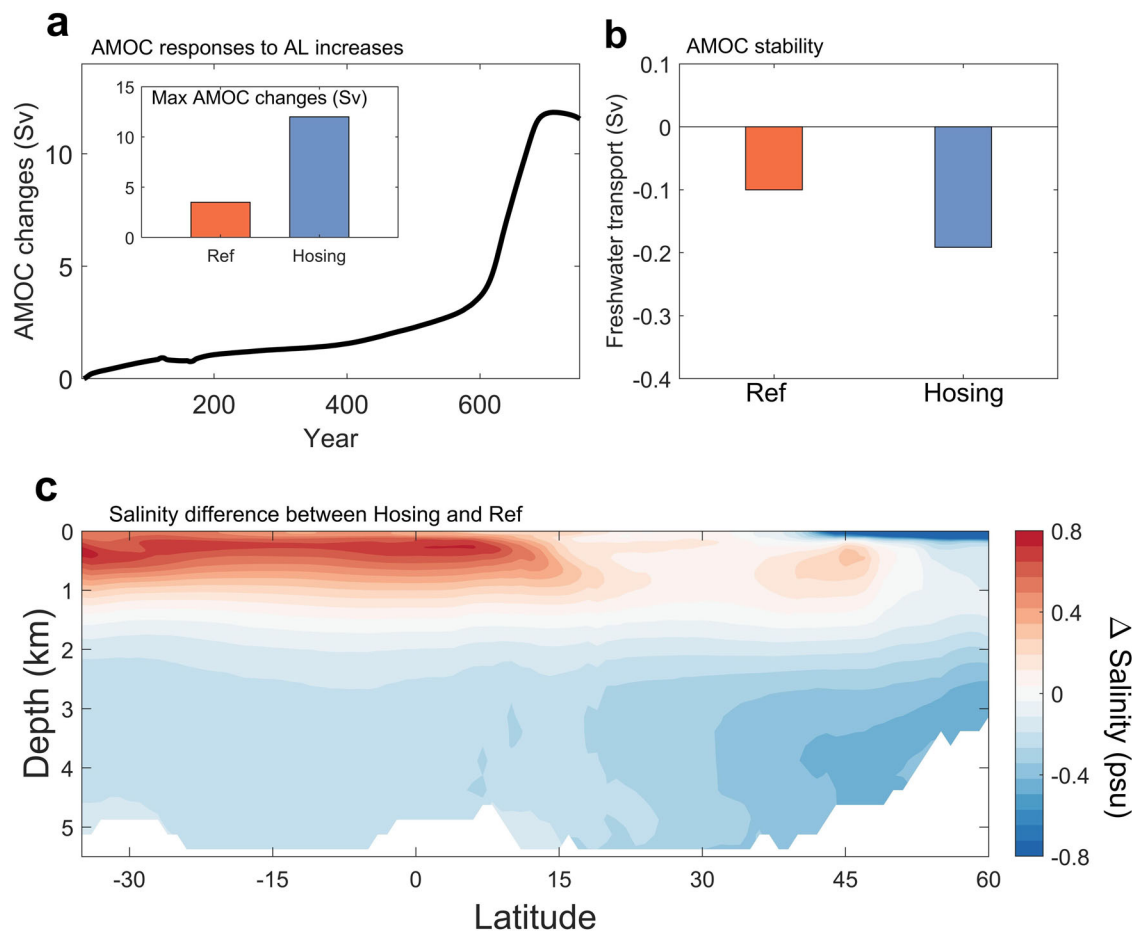 a
AMOC responses to AL increases
AMOC changes (Sv)
10
5
0
200
400
600
Year
Max AMOC changes (Sv)
15
10
5
0
Ref
Hosing
b
AMOC stability
Freshwater transport (Sv)
0.1
0
-0.1
-0.2
-0.3
-0.4
Ref
Hosing
c
Salinity difference between Hosing and Ref
Depth (km)
0
1
2
3
4
5
-30
-15
0
15
30
45
60
Latitude
0.8
0.4
0
-0.4
-0.8
Δ Salinity (psu)